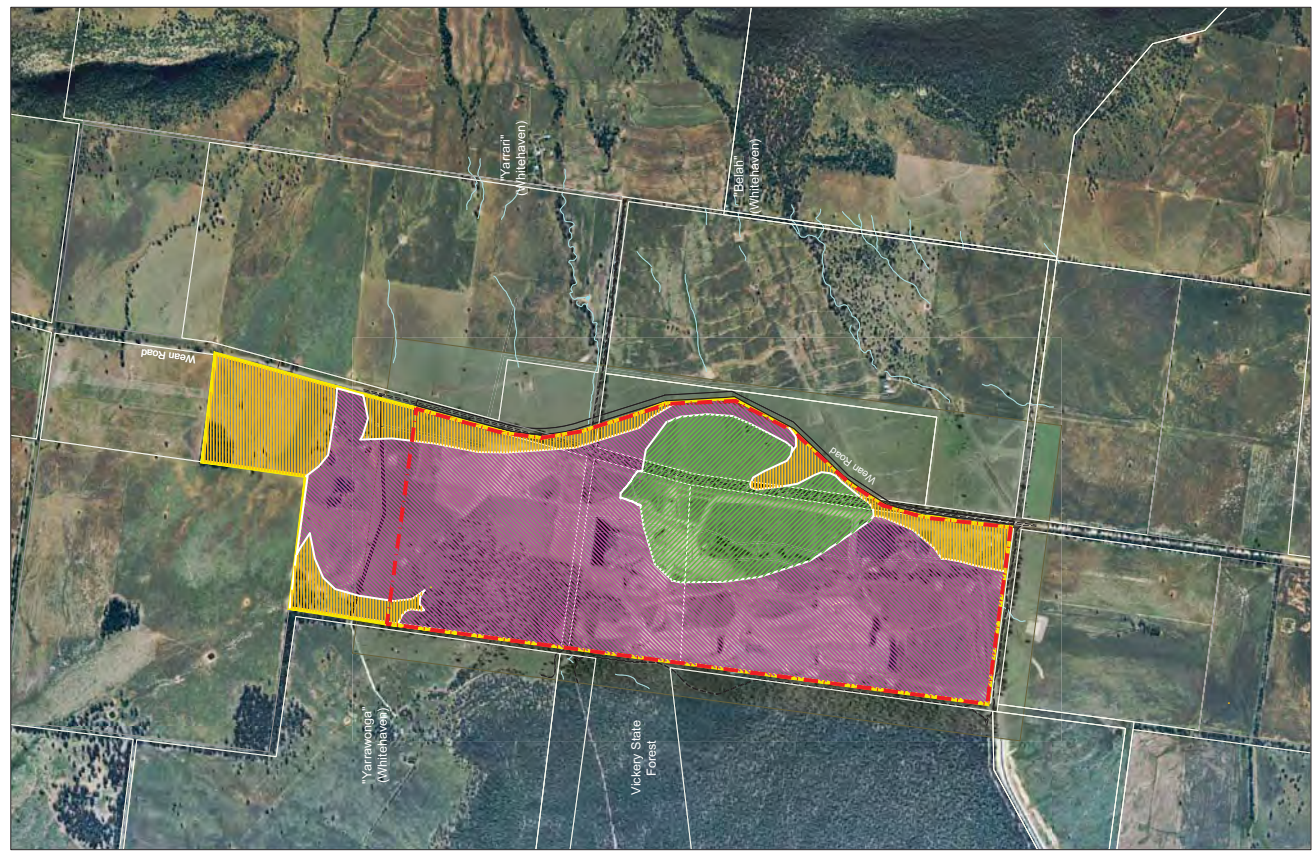 "Yarrari"
(Whitehaven)
"Belah"
(Whitehaven)
Wean Road
Wean Road
"Yarrawonga"
(Whitehaven)
Vickery State
Forest